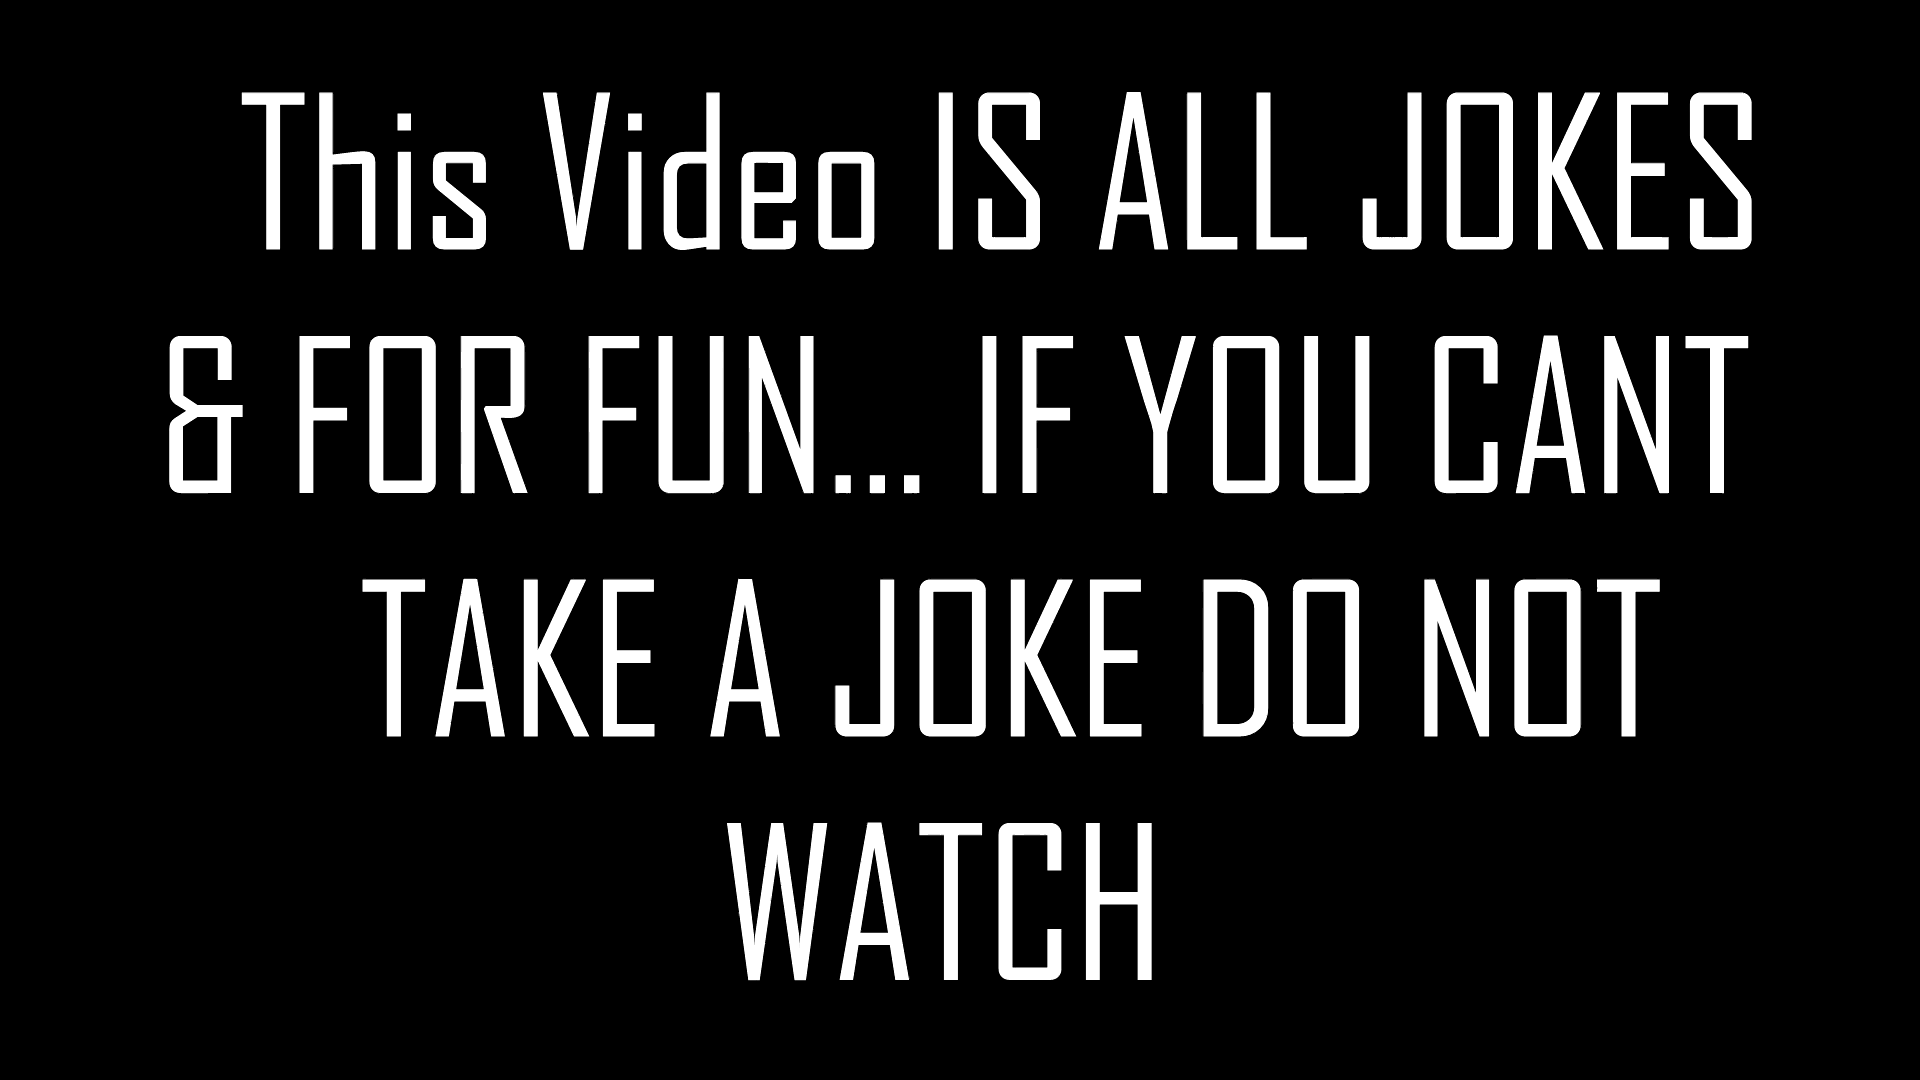 This Video IS ALL JOKES
& FOR FUN... IF YOU CANT
TAKE A JOKE DO NOT
WATCH